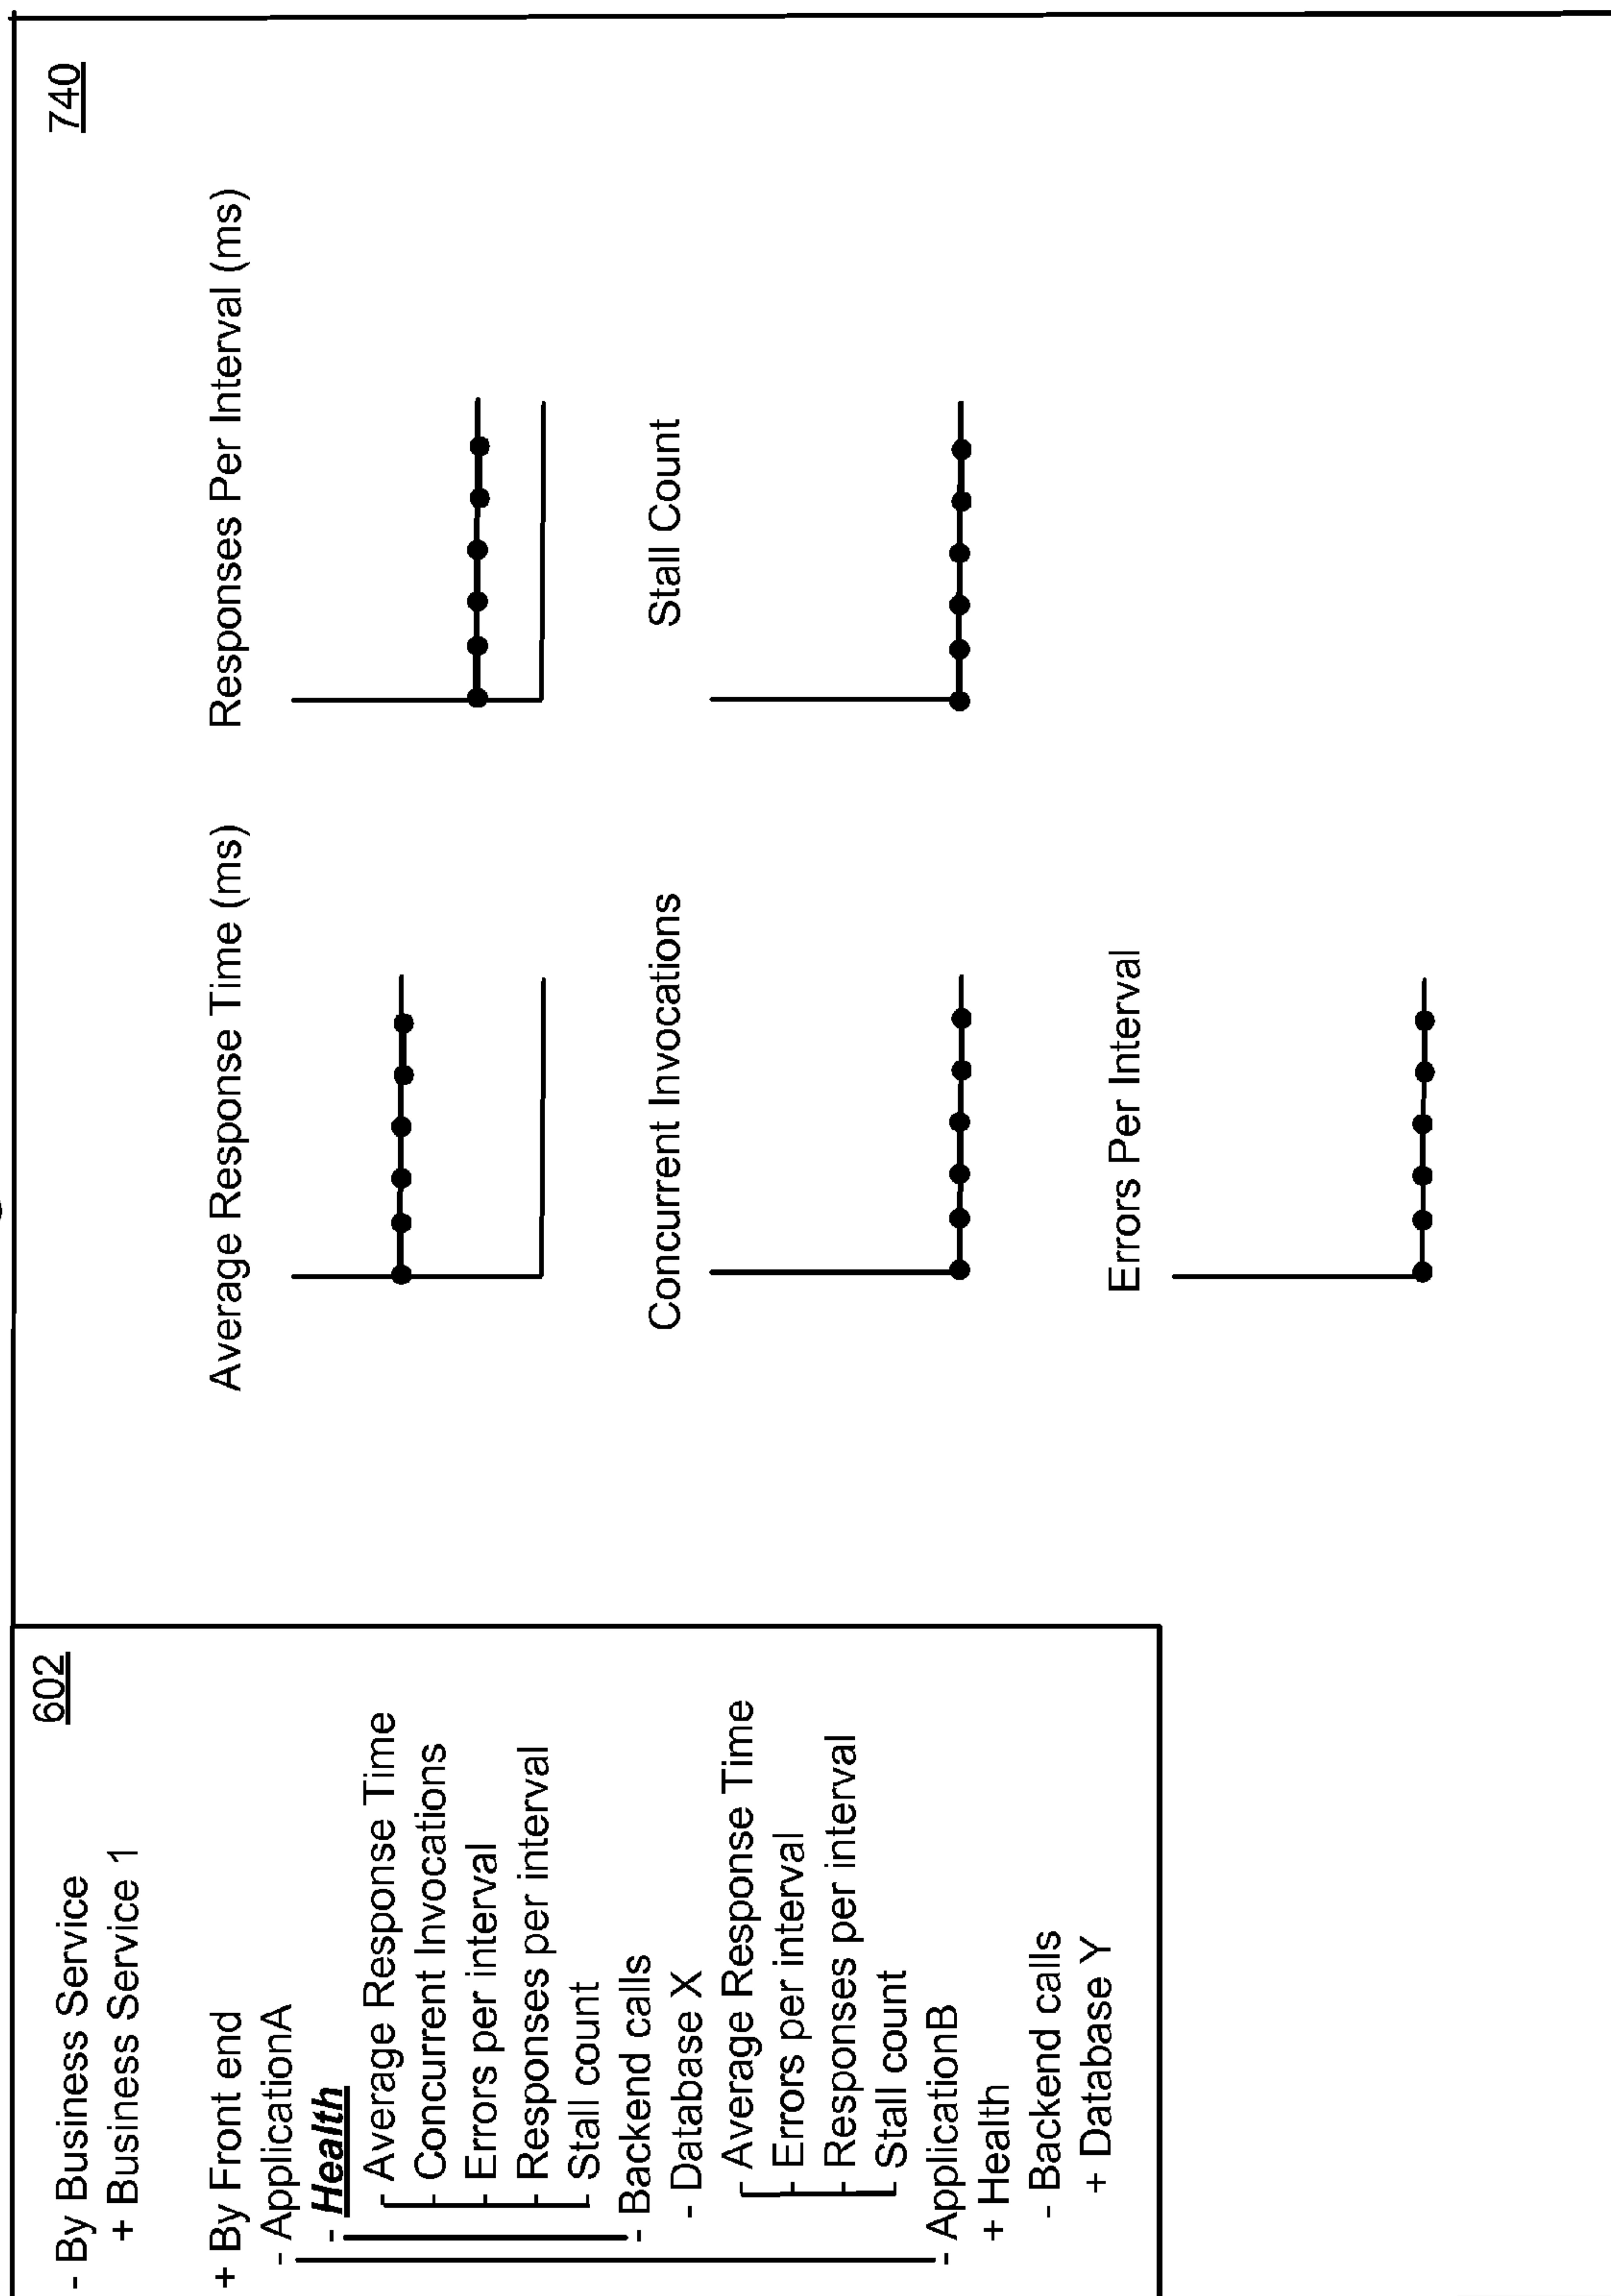 602
- By Business Service
+ Business Service 1
+ By Front end
- ApplicationA
- Health
Average Response Time
Concurrent Invocations
Errors per interval
Responses per interval
Stall count
- Backend calls
- Database X
Average Response Time
Errors per interval
Responses per interval
Stall count
- ApplicationB
+ Health
- Backend calls
+ Database Y
740
Average Response Time (ms)
Responses Per Interval (ms)
Concurrent Invocations
Stall Count
Errors Per Interval